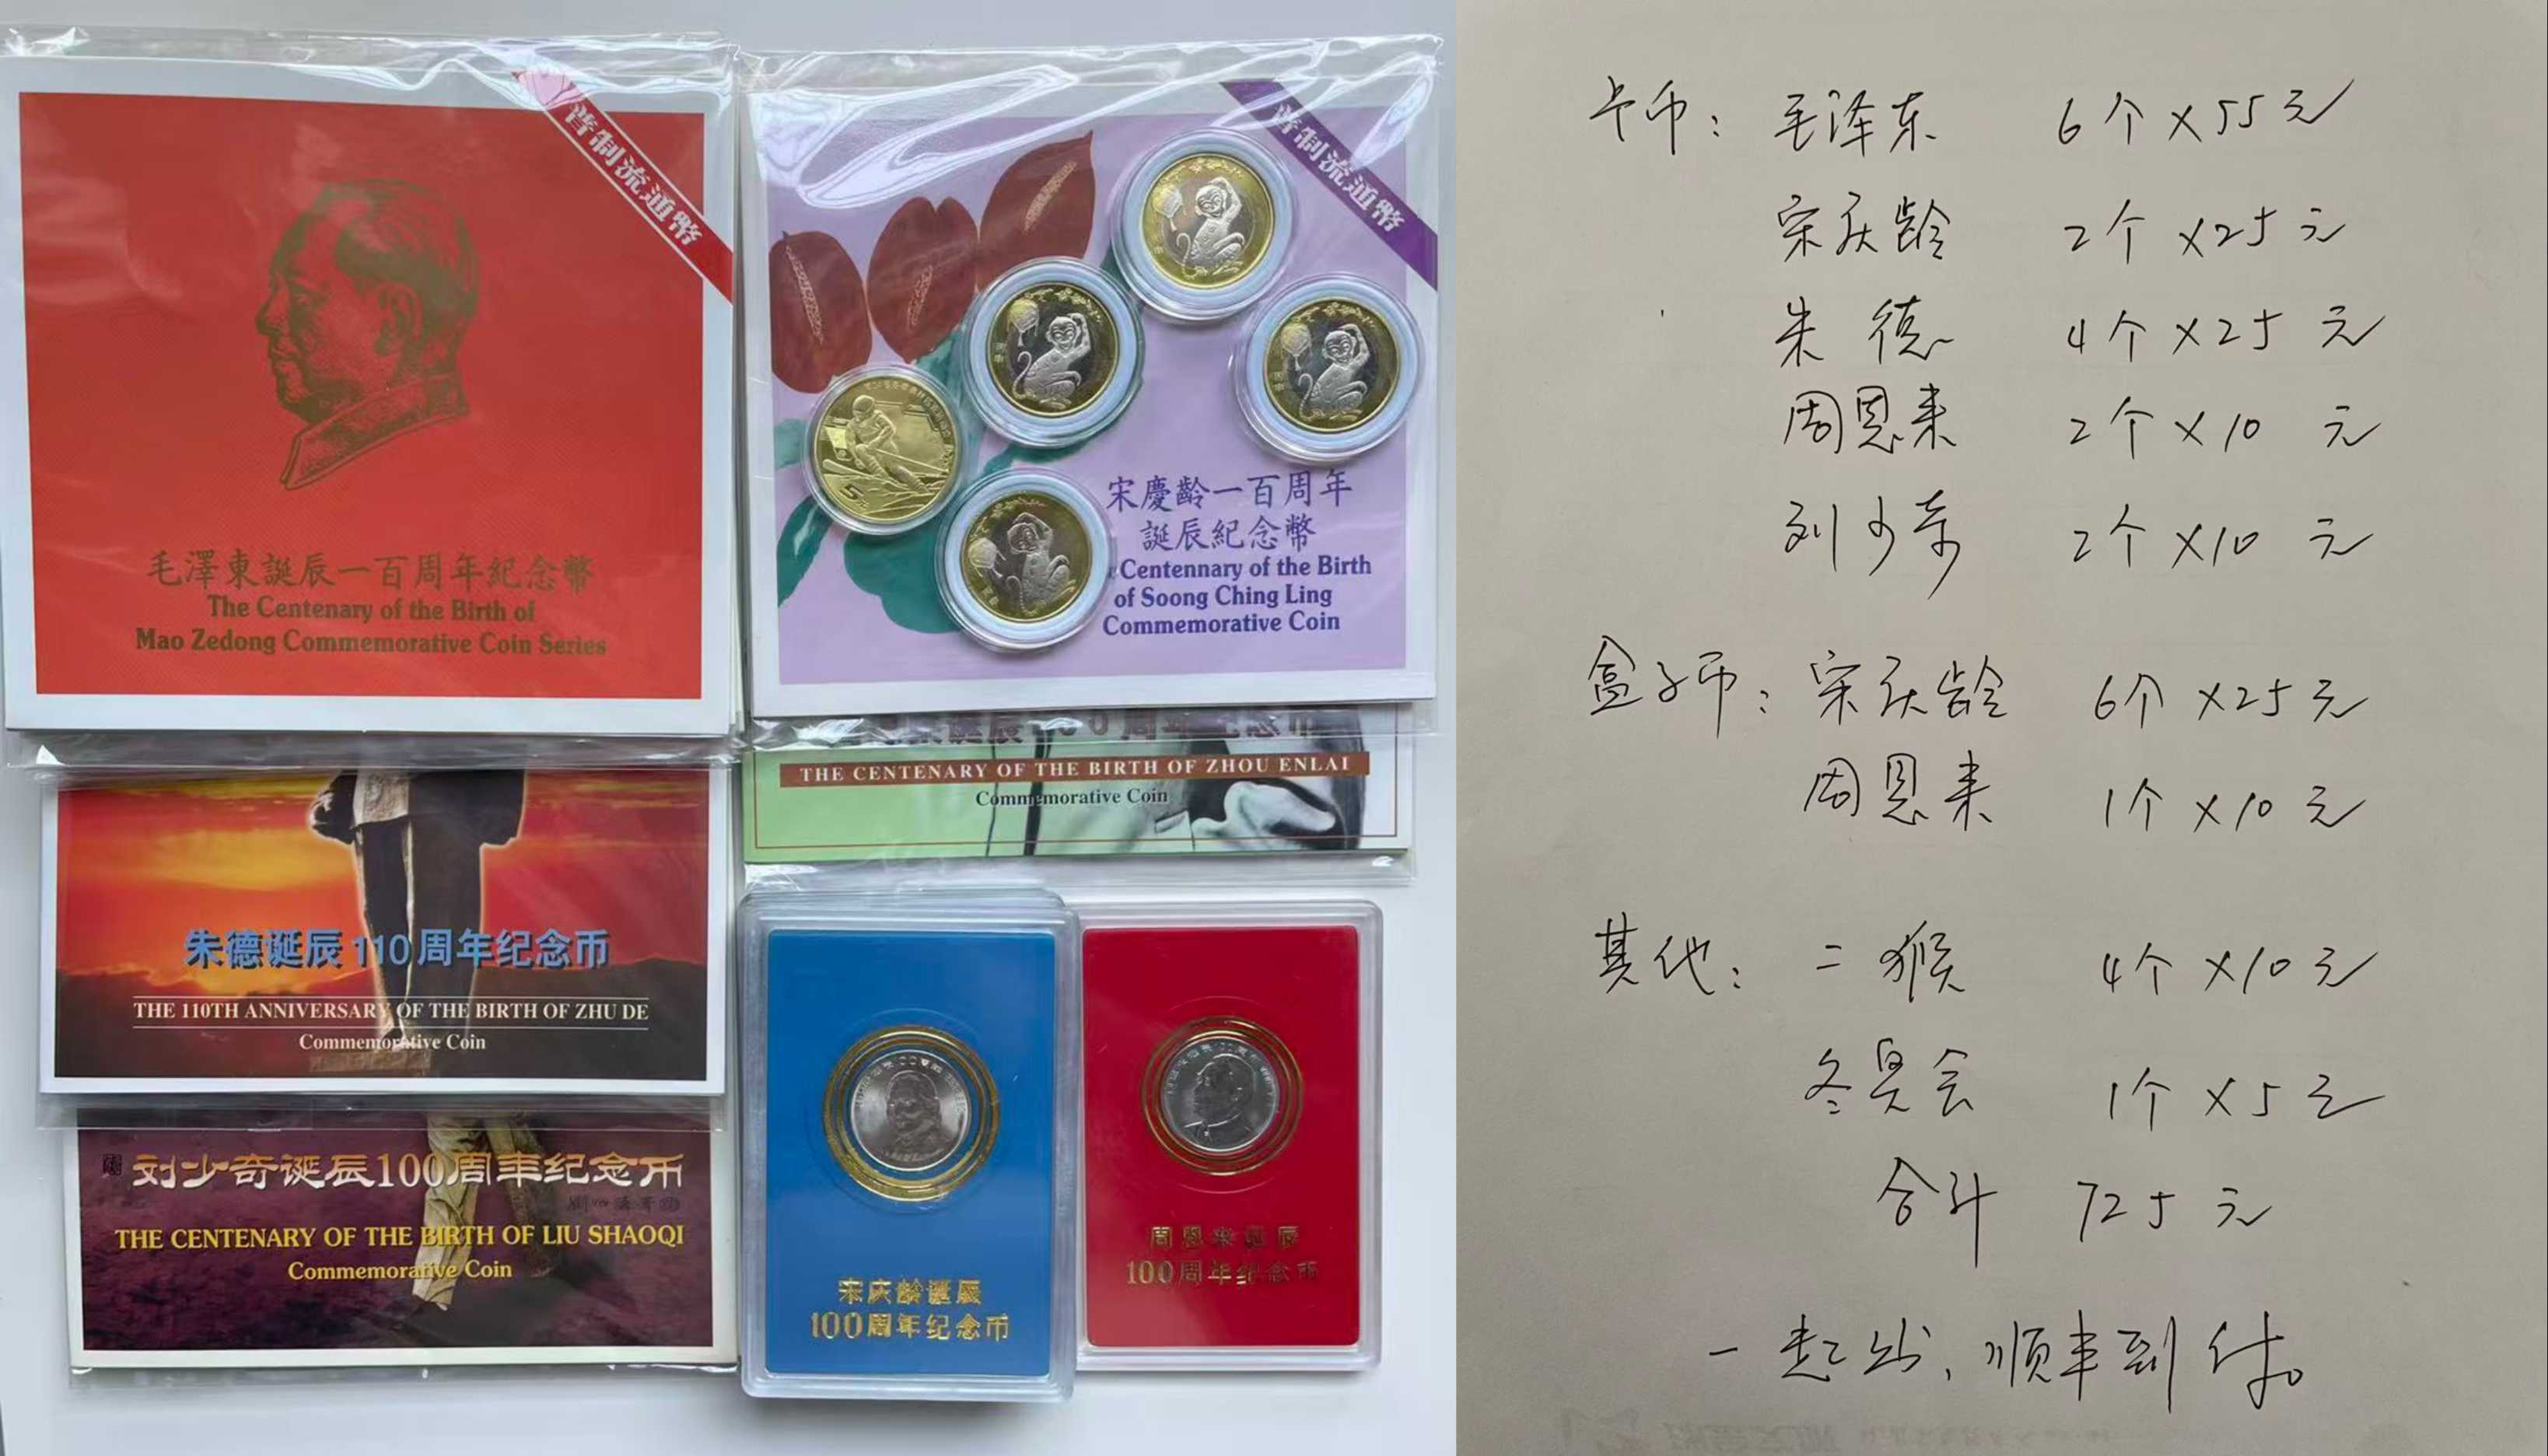 普制流通幣
毛澤東誕辰一百周年紀念幣
The Centenary of the Birth of
Mao Zedong Commemorative Coin Series
普制流通幣
5元
宋慶齡一百周年
誕辰紀念幣
Centennary of the Birth
of Soong Ching Ling
Commemorative Coin
THE CENTENARY OF THE BIRTH OF ZHOU ENLAI
Commemorative Coin
朱德诞辰110周年纪念币
THE 110TH ANNIVERSARY OF THE BIRTH OF ZHU DE
Commemorative Coin
刘少奇诞辰100周年纪念币
THE CENTENARY OF THE BIRTH OF LIU SHAOQI
Commemorative Coin
宋庆龄诞辰
100周年纪念币
周恩来诞辰
100周年纪念币
卡币: 毛泽东 6个×55元
宋庆龄 2个×25元
朱德 4个×25元
周恩来 2个×10元
刘少奇 2个×10元
盒子币: 宋庆龄 6个×25元
周恩来 1个×10元
其他: 二猴 4个×10元
冬奥会 1个×5元
合计 725元
一起出, 顺丰到付。